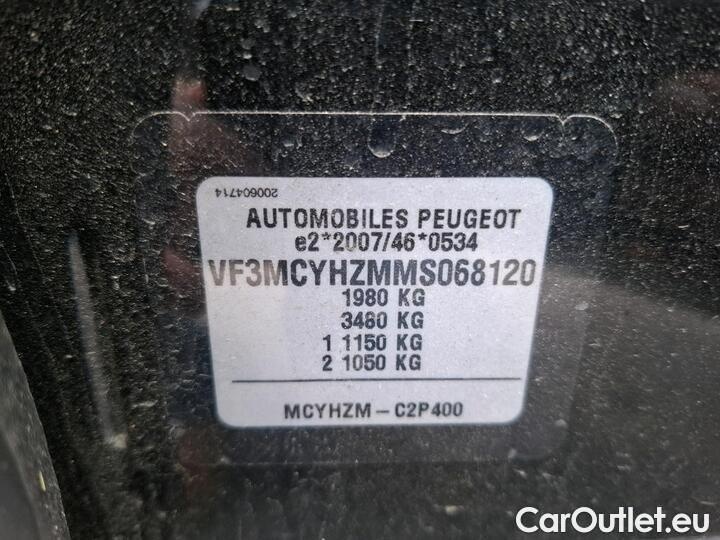 200604714
AUTOMOBILES PEUGEOT
e2*2007/46*0534
VF3MCYHZMMS068120
1980 KG
3480 KG
1 1150 KG
2 1050 KG
MCYHZM - C2P400
CarOutlet.eu